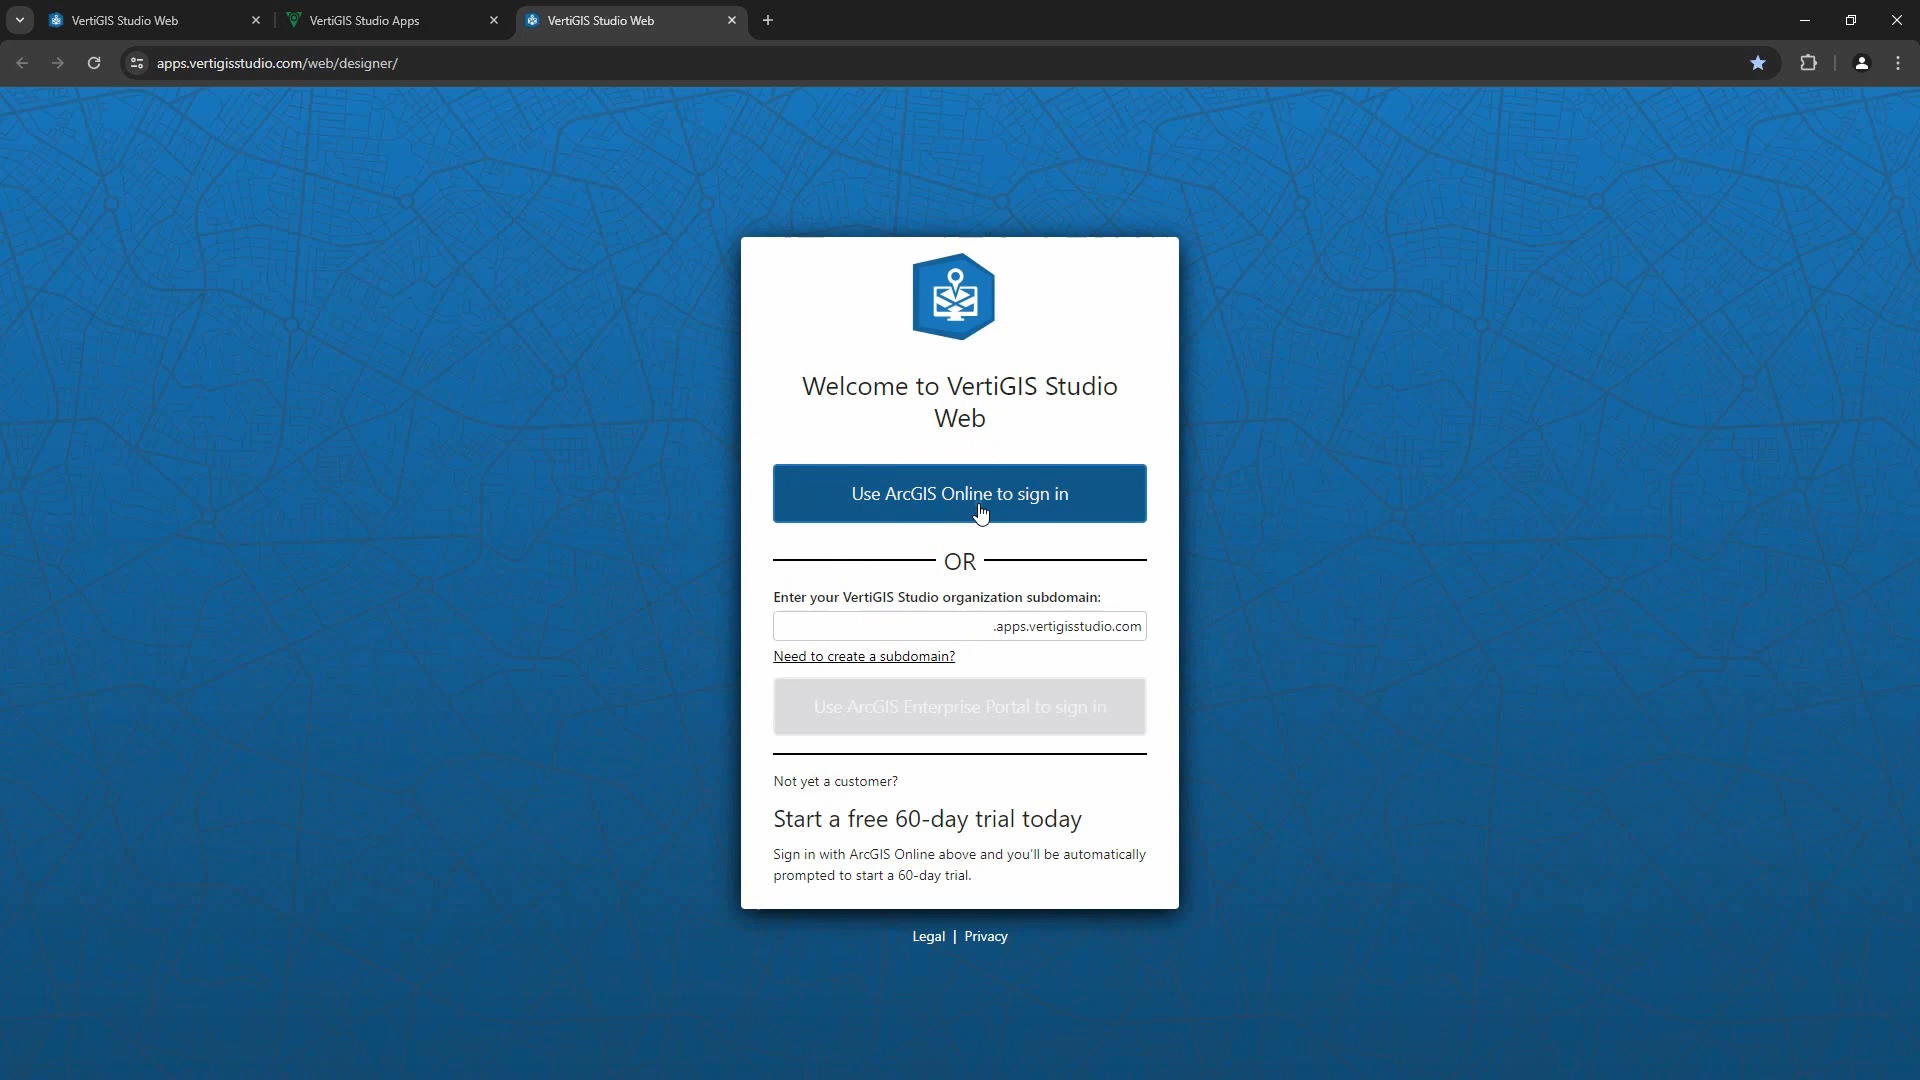 VertiGIS Studio Web
VertiGIS Studio Apps
VertiGIS Studio Web
apps.vertigisstudio.com/web/designer/
Welcome to VertiGIS Studio
Web
Use ArcGIS Online to sign in
OR
Enter your VertiGIS Studio organization subdomain:
.apps.vertigisstudio.com
Need to create a subdomain?
Use ArcGIS Enterprise Portal to sign in
Not yet a customer?
Start a free 60-day trial today
Sign in with ArcGIS Online above and you'll be automatically
prompted to start a 60-day trial.
Legal | Privacy